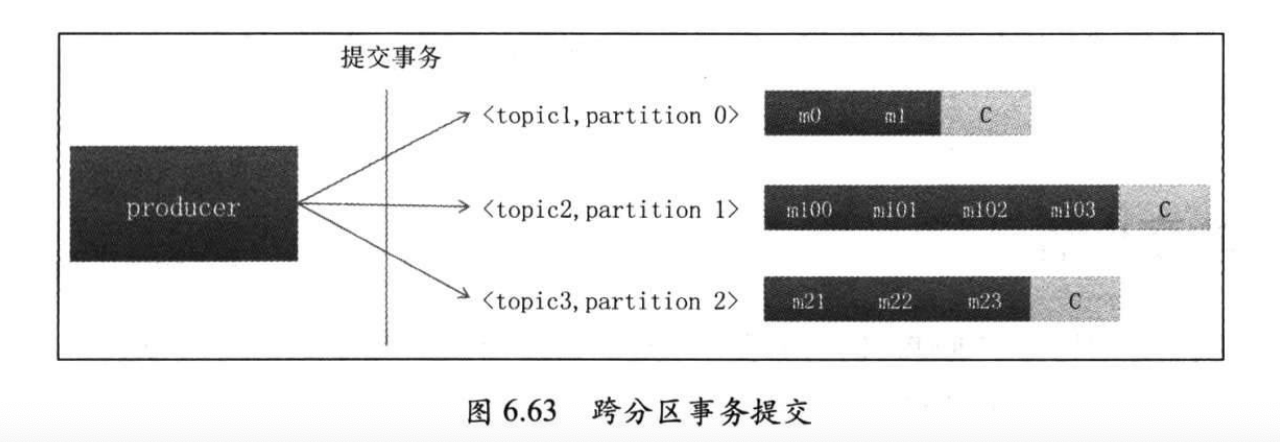 提交事务
<topic1,partition 0> m0 m1 C
producer <topic2,partition 1> m100 m101 m102 m103 C
<topic3,partition 2> m21 m22 m23 C
图 6.63 跨分区事务提交